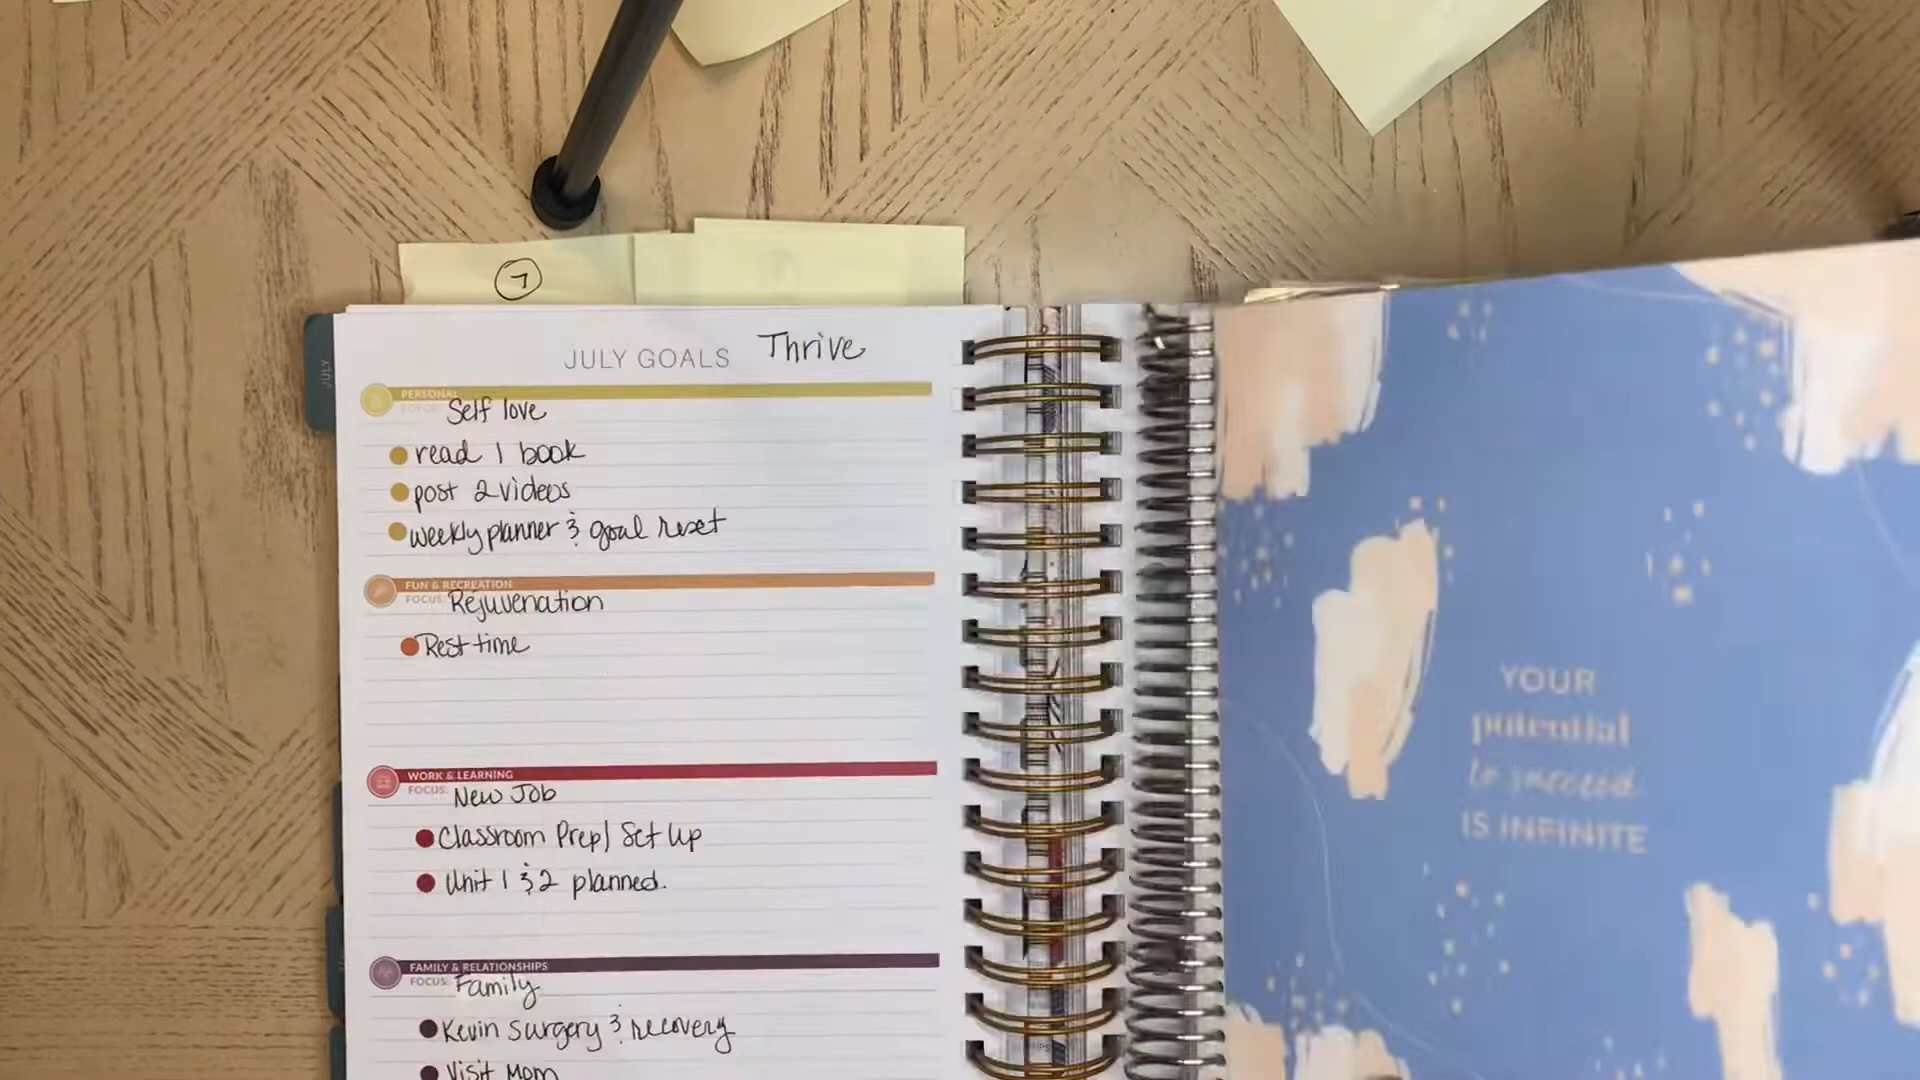 7
JULY
JULY GOALS Thrive
PERSONAL
FOCUS: Self love
read 1 book
post 2 videos
weekly planner & goal reset
FUN & RECREATION
FOCUS: Rejuvenation
Rest time
WORK & LEARNING
FOCUS: New Job
Classroom Prep/ Set Up
Unit 1 & 2 planned.
FAMILY & RELATIONSHIPS
FOCUS: Family
Kevin surgery & recovery
Visit Mom
YOUR
potential
to succeed
IS INFINITE